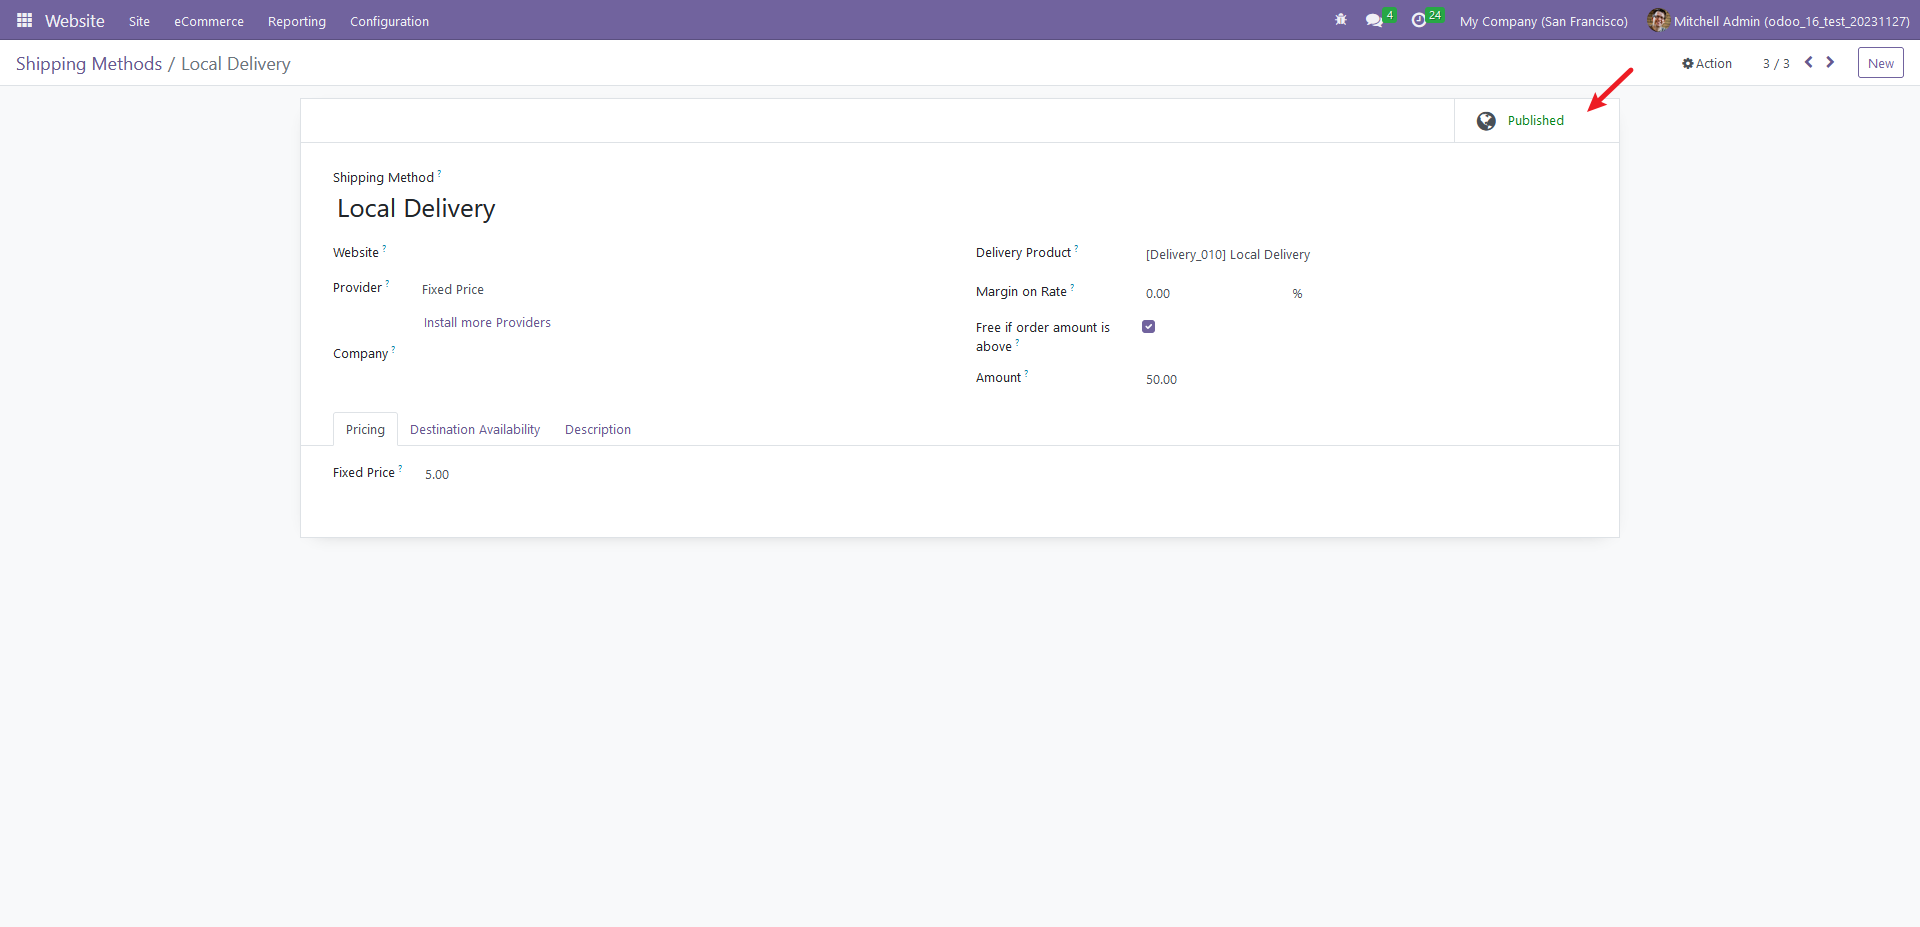 Website Site eCommerce Reporting Configuration 4 24 My Company (San Francisco) Mitchell Admin (odoo_16_test_20231127)
Shipping Methods / Local Delivery Action 3 / 3 New
Published
Shipping Method ?
Local Delivery
Website ? Delivery Product ? [Delivery_010] Local Delivery
Provider ? Fixed Price Margin on Rate ? 0.00 %
Install more Providers Free if order amount is
above ?
Company ?
Amount ? 50.00
Pricing Destination Availability Description
Fixed Price ? 5.00